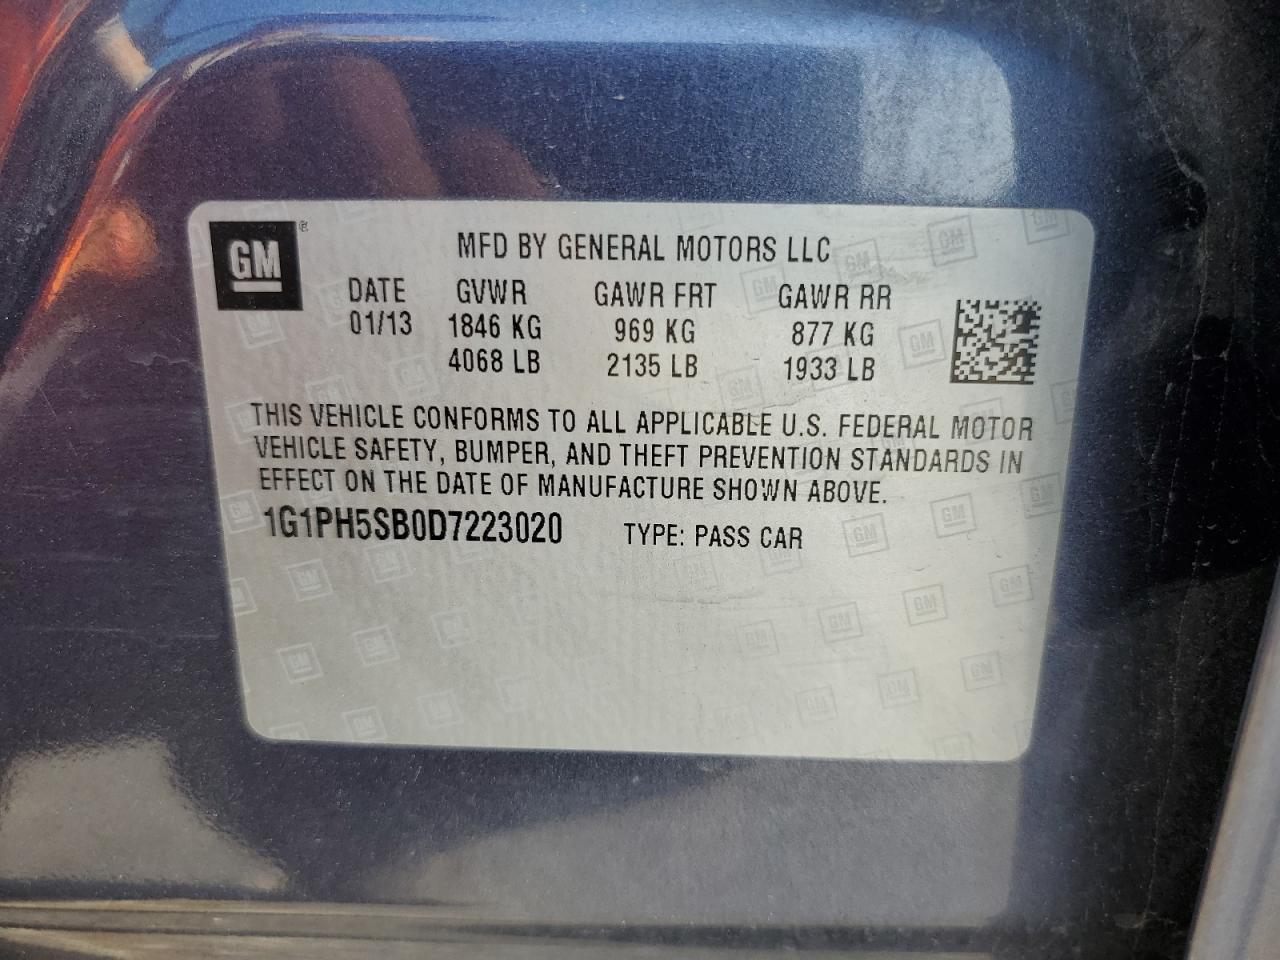 GM®
MFD BY GENERAL MOTORS LLC
DATE GVWR GAWR FRT GAWR RR
01/13 1846 KG 969 KG 877 KG
4068 LB 2135 LB 1933 LB
THIS VEHICLE CONFORMS TO ALL APPLICABLE U.S. FEDERAL MOTOR
VEHICLE SAFETY, BUMPER, AND THEFT PREVENTION STANDARDS IN
EFFECT ON THE DATE OF MANUFACTURE SHOWN ABOVE.
1G1PH5SB0D7223020 TYPE: PASS CAR